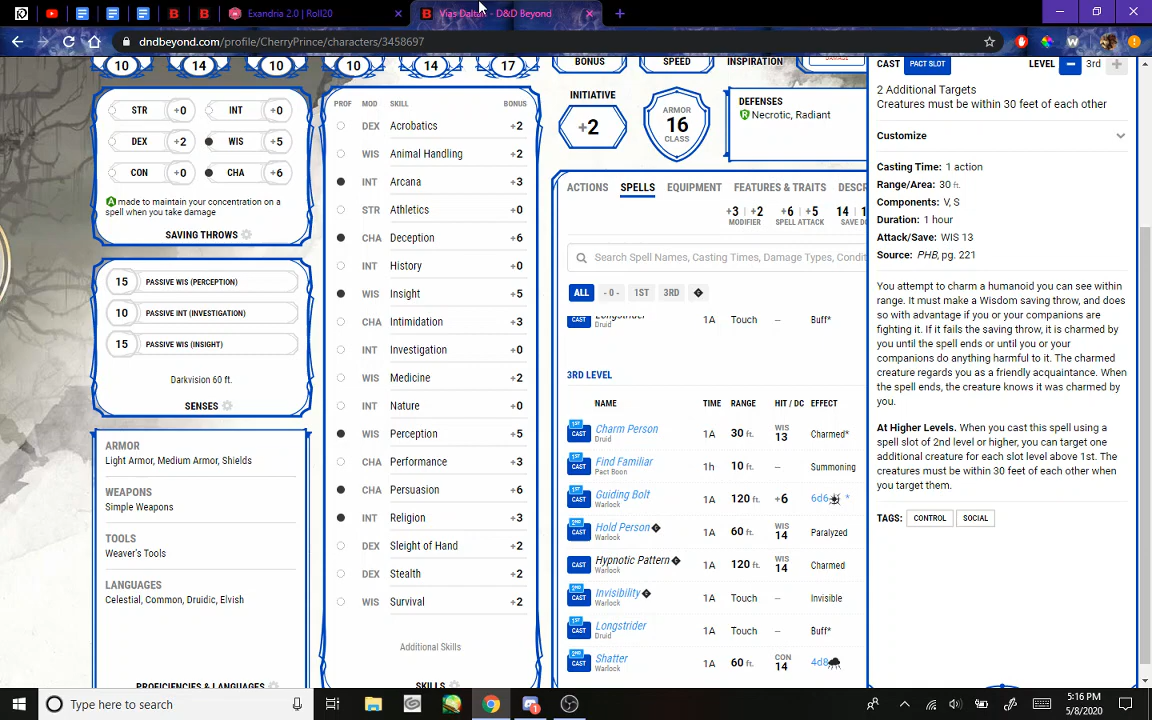 Exandria 2.0 | Roll20
Vias Daltan - D&D Beyond
dndbeyond.com/profile/CherryPrince/characters/3458697
10 14 10 10 14 17
BONUS SPEED INSPIRATION
STR +0 INT +0
DEX +2 WIS +5
CON +0 CHA +6
made to maintain your concentration on a
spell when you take damage
SAVING THROWS
15 PASSIVE WIS (PERCEPTION)
10 PASSIVE INT (INVESTIGATION)
15 PASSIVE WIS (INSIGHT)
Darkvision 60 ft.
SENSES
ARMOR
Light Armor, Medium Armor, Shields
WEAPONS
Simple Weapons
TOOLS
Weaver's Tools
LANGUAGES
Celestial, Common, Druidic, Elvish
PROFICIENCIES & LANGUAGES
PROF MOD SKILL BONUS
DEX Acrobatics +2
WIS Animal Handling +2
INT Arcana +3
STR Athletics +0
CHA Deception +6
INT History +0
WIS Insight +5
CHA Intimidation +3
INT Investigation +0
WIS Medicine +2
INT Nature +0
WIS Perception +5
CHA Performance +3
CHA Persuasion +6
INT Religion +3
DEX Sleight of Hand +2
DEX Stealth +2
WIS Survival +2
Additional Skills
SKILLS
INITIATIVE
+2
ARMOR
16
CLASS
DEFENSES
Necrotic, Radiant
ACTIONS SPELLS EQUIPMENT FEATURES & TRAITS DESCR
+3 | +2 +6 | +5 14 | 1
MODIFIER SPELL ATTACK SAVE DC
Search Spell Names, Casting Times, Damage Types, Condit
ALL - 0 - 1ST 3RD
CAST Longstrider Druid 1A Touch – Buff*
3RD LEVEL
NAME TIME RANGE HIT / DC EFFECT
1ST CAST Charm Person Druid 1A 30 ft. WIS 13 Charmed*
1ST CAST Find Familiar Pact Boon 1h 10 ft. – Summoning
1ST CAST Guiding Bolt Warlock 1A 120 ft. +6 6d6 *
2ND CAST Hold Person Warlock 1A 60 ft. WIS 14 Paralyzed
CAST Hypnotic Pattern Warlock 1A 120 ft. WIS 14 Charmed
2ND CAST Invisibility Warlock 1A Touch – Invisible
1ST CAST Longstrider Druid 1A Touch – Buff*
2ND CAST Shatter Warlock 1A 60 ft. CON 14 4d8
CAST PACT SLOT LEVEL 3rd
2 Additional Targets
Creatures must be within 30 feet of each other
Customize
Casting Time: 1 action
Range/Area: 30 ft.
Components: V, S
Duration: 1 hour
Attack/Save: WIS 13
Source: PHB, pg. 221
You attempt to charm a humanoid you can see within
range. It must make a Wisdom saving throw, and does
so with advantage if you or your companions are
fighting it. If it fails the saving throw, it is charmed by
you until the spell ends or until you or your
companions do anything harmful to it. The charmed
creature regards you as a friendly acquaintance. When
the spell ends, the creature knows it was charmed by
you.
At Higher Levels. When you cast this spell using a
spell slot of 2nd level or higher, you can target one
additional creature for each slot level above 1st. The
creatures must be within 30 feet of each other when
you target them.
TAGS: CONTROL SOCIAL
Type here to search
5:16 PM
5/8/2020